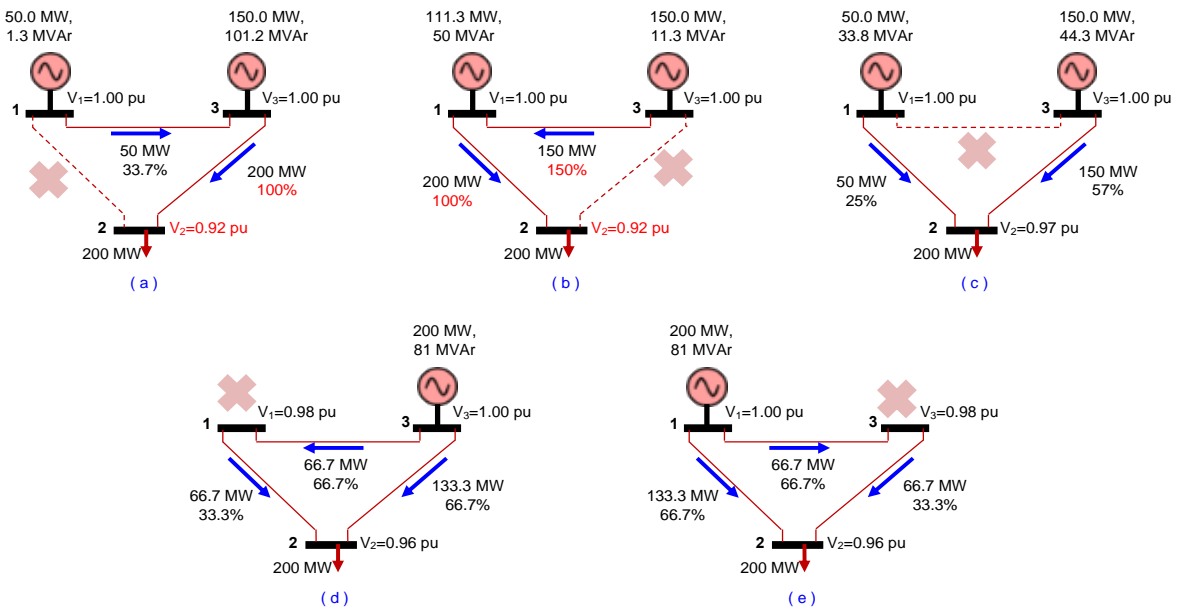 50.0 MW,
1.3 MVAr
150.0 MW
101.2 MVAr
1
V1=1.00 pu
3
V3=1.00 pu
50 MW
33.7%
200 MW
100%
2
V2=0.92 pu
200 MW
( a )
111.3 MW,
50 MVAr
150.0 MW
11.3 MVAr
1
V1=1.00 pu
3
V3=1.00 pu
150 MW
150%
200 MW
100%
2
V2=0.92 pu
200 MW
( b )
50.0 MW,
33.8 MVAr
150.0 MW
44.3 MVAr
1
V1=1.00 pu
3
V3=1.00 pu
50 MW
25%
150 MW
57%
2
V2=0.97 pu
200 MW
( c )
200 MW,
81 MVAr
1
V1=0.98 pu
3
V3=1.00 pu
66.7 MW
66.7%
66.7 MW
33.3%
133.3 MW
66.7%
2
V2=0.96 pu
200 MW
( d )
200 MW,
81 MVAr
1
V1=1.00 pu
3
V3=0.98 pu
66.7 MW
66.7%
133.3 MW
66.7%
66.7 MW
33.3%
2
V2=0.96 pu
200 MW
( e )